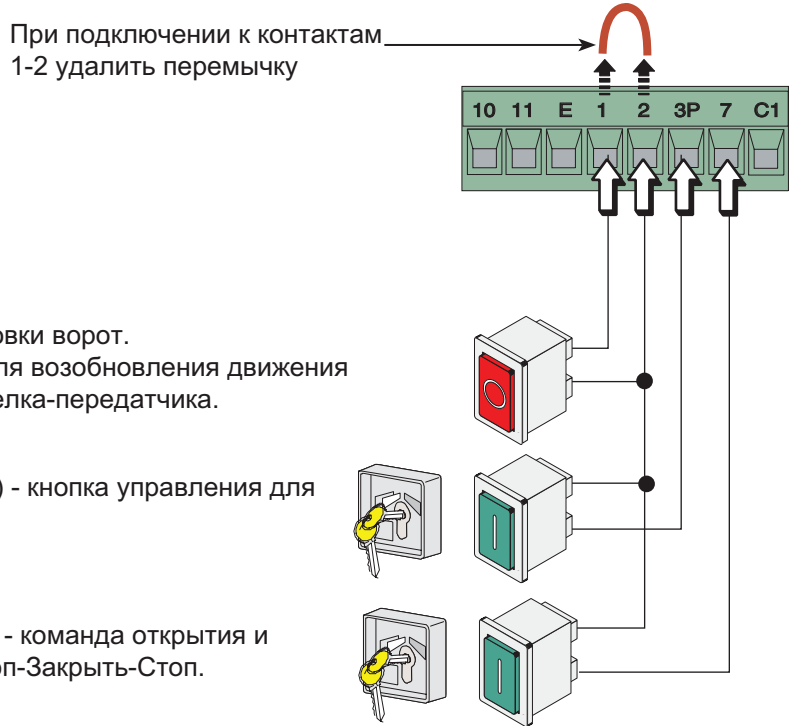 При подключении к контактам
1-2 удалить перемычку
10 11 E 1 2 3P 7 C1
овки ворот.
ля возобновления движения
елка-передатчика.
) - кнопка управления для
- команда открытия и
оп-Закрыть-Стоп.